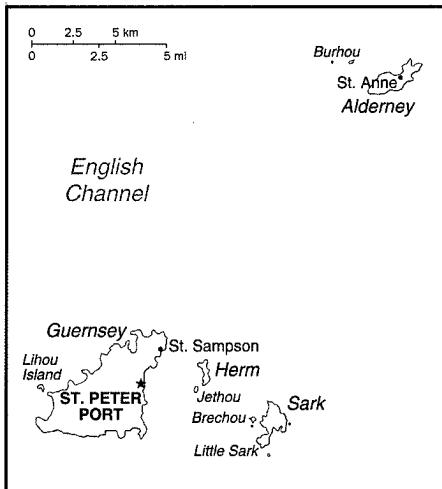 0 2.5 5 km
0 2.5 5 mi
Burhou
St. Anne
Alderney
English
Channel
Guernsey
St. Sampson
Lihou
Island
Herm
ST. PETER
PORT
Jethou
Sark
Brechou
Little Sark